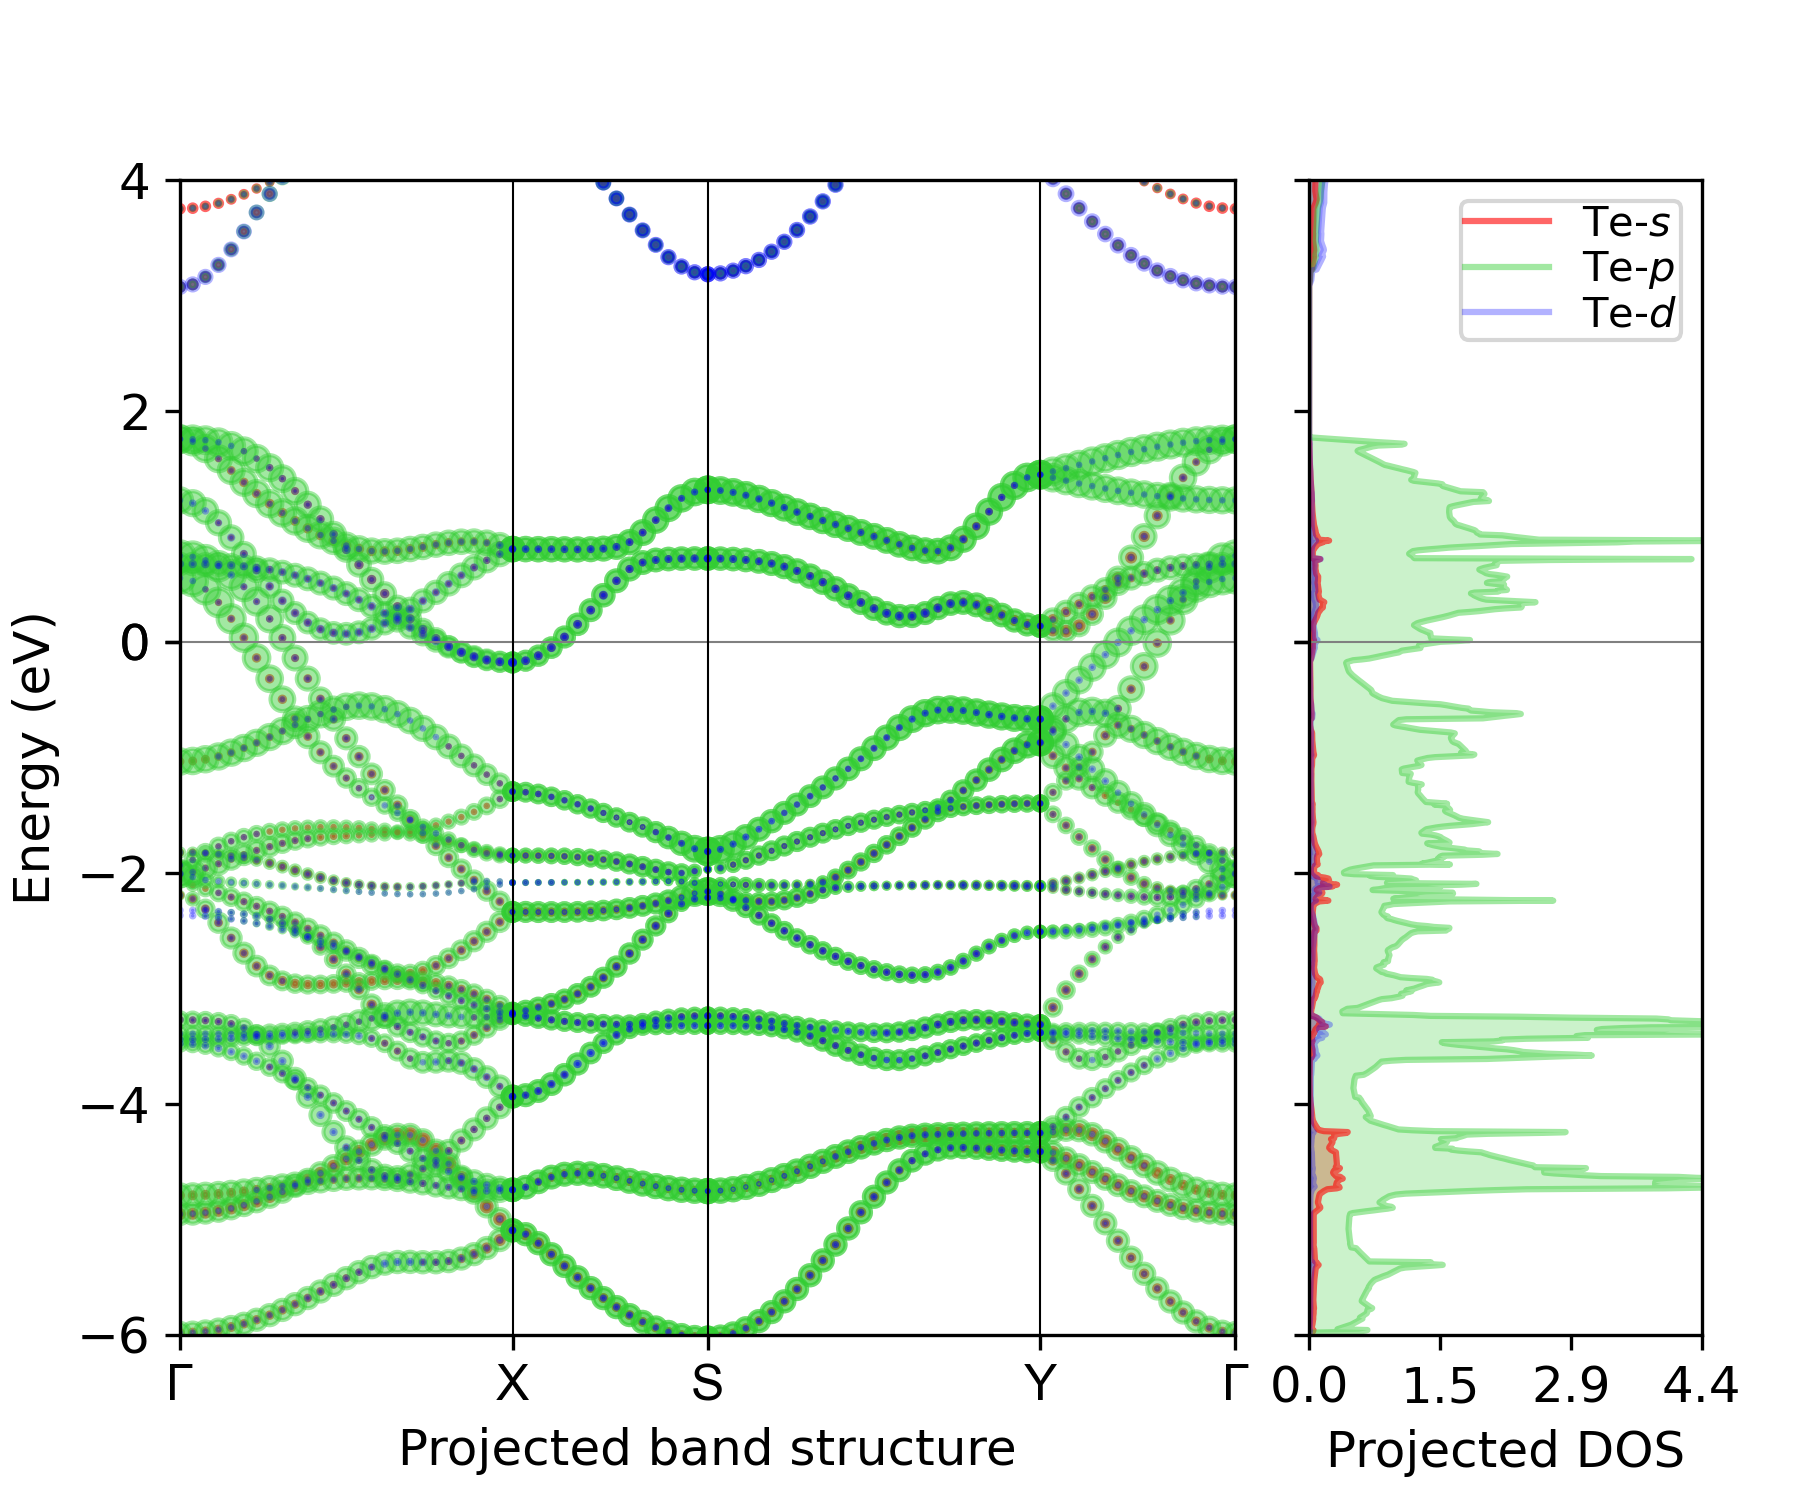 4
2
0
−2
−4
−6
Energy (eV)
Γ X S Y Γ
Projected band structure
Te-s
Te-p
Te-d
0.0 1.5 2.9 4.4
Projected DOS